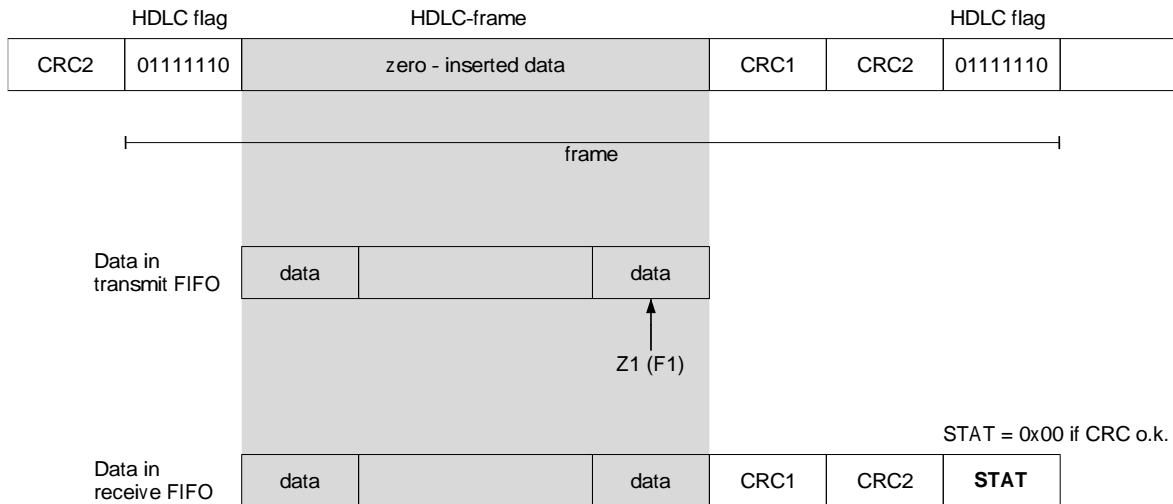 HDLC flag HDLC-frame HDLC flag
CRC2 01111110 zero - inserted data CRC1 CRC2 01111110
frame
Data in
transmit FIFO
data data
Z1 (F1)
STAT = 0x00 if CRC o.k.
Data in
receive FIFO
data data CRC1 CRC2 STAT